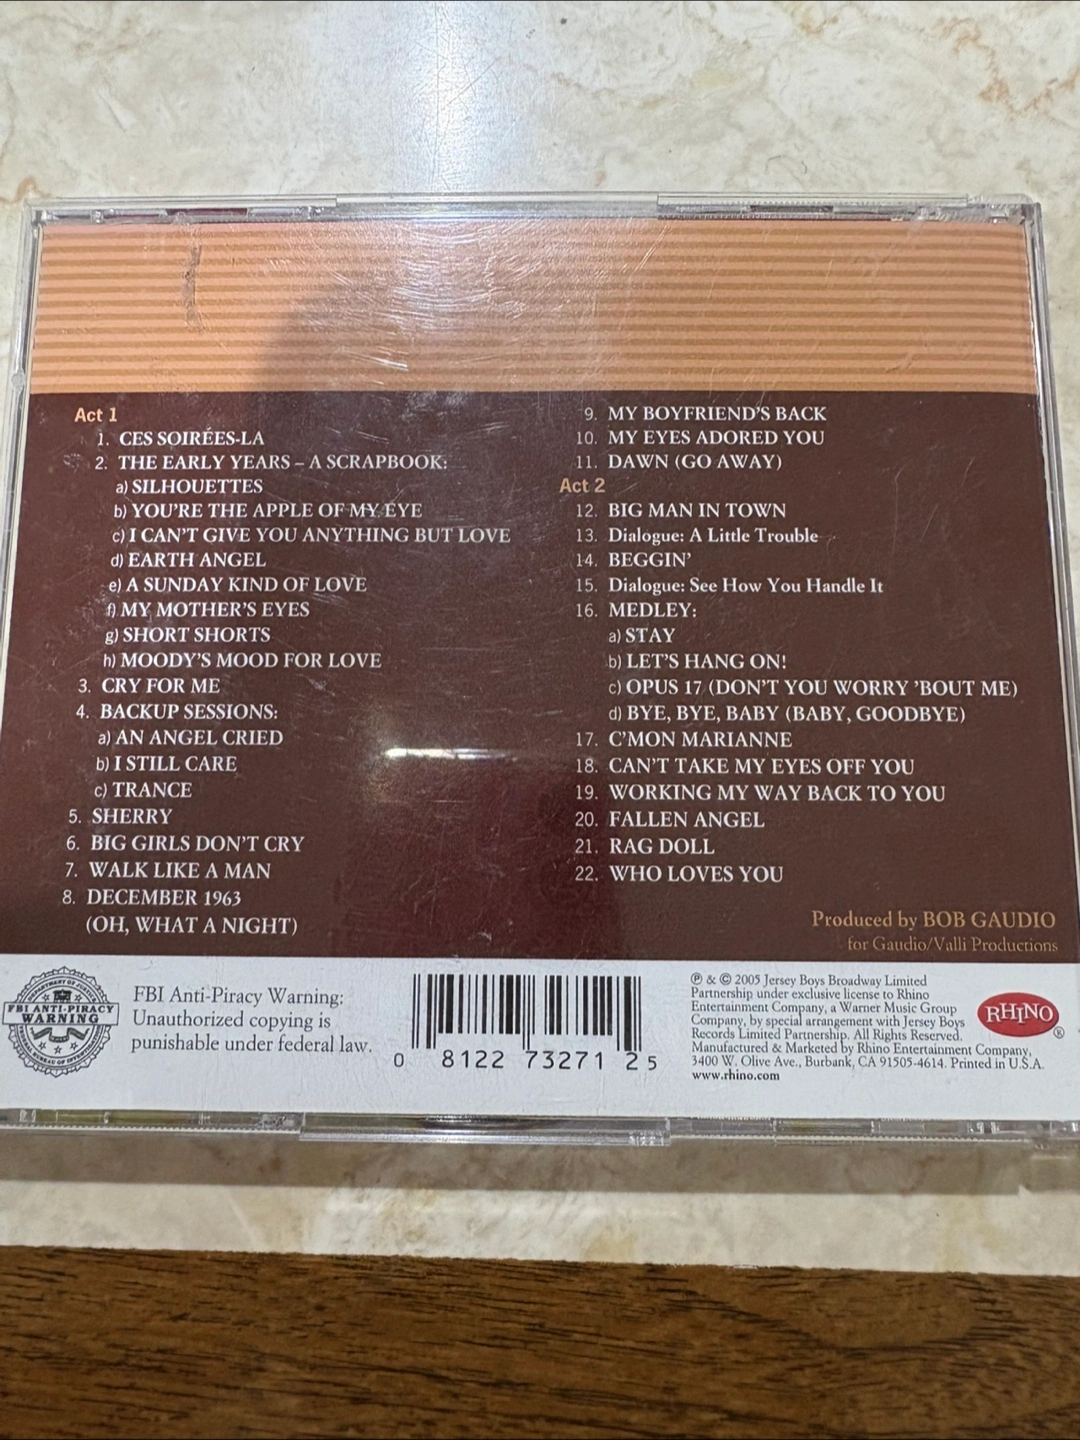 Act 1
1. CES SOIRÉES-LA
2. THE EARLY YEARS – A SCRAPBOOK:
a) SILHOUETTES
b) YOU'RE THE APPLE OF MY EYE
c) I CAN'T GIVE YOU ANYTHING BUT LOVE
d) EARTH ANGEL
e) A SUNDAY KIND OF LOVE
f) MY MOTHER'S EYES
g) SHORT SHORTS
h) MOODY'S MOOD FOR LOVE
3. CRY FOR ME
4. BACKUP SESSIONS:
a) AN ANGEL CRIED
b) I STILL CARE
c) TRANCE
5. SHERRY
6. BIG GIRLS DON'T CRY
7. WALK LIKE A MAN
8. DECEMBER 1963
(OH, WHAT A NIGHT)
9. MY BOYFRIEND'S BACK
10. MY EYES ADORED YOU
11. DAWN (GO AWAY)
Act 2
12. BIG MAN IN TOWN
13. Dialogue: A Little Trouble
14. BEGGIN'
15. Dialogue: See How You Handle It
16. MEDLEY:
a) STAY
b) LET'S HANG ON!
c) OPUS 17 (DON'T YOU WORRY 'BOUT ME)
d) BYE, BYE, BABY (BABY, GOODBYE)
17. C'MON MARIANNE
18. CAN'T TAKE MY EYES OFF YOU
19. WORKING MY WAY BACK TO YOU
20. FALLEN ANGEL
21. RAG DOLL
22. WHO LOVES YOU
Produced by BOB GAUDIO
for Gaudio/Valli Productions
DEPARTMENT OF JUSTICE
FBI ANTI-PIRACY
WARNING
FEDERAL BUREAU OF INVESTIGATION
FBI Anti-Piracy Warning:
Unauthorized copying is
punishable under federal law.
0 8122 73271 2 5
℗ & © 2005 Jersey Boys Broadway Limited
Partnership under exclusive license to Rhino
Entertainment Company, a Warner Music Group
Company, by special arrangement with Jersey Boys
Records Limited Partnership. All Rights Reserved.
Manufactured & Marketed by Rhino Entertainment Company,
3400 W. Olive Ave., Burbank, CA 91505-4614. Printed in U.S.A.
www.rhino.com
RHINO ®